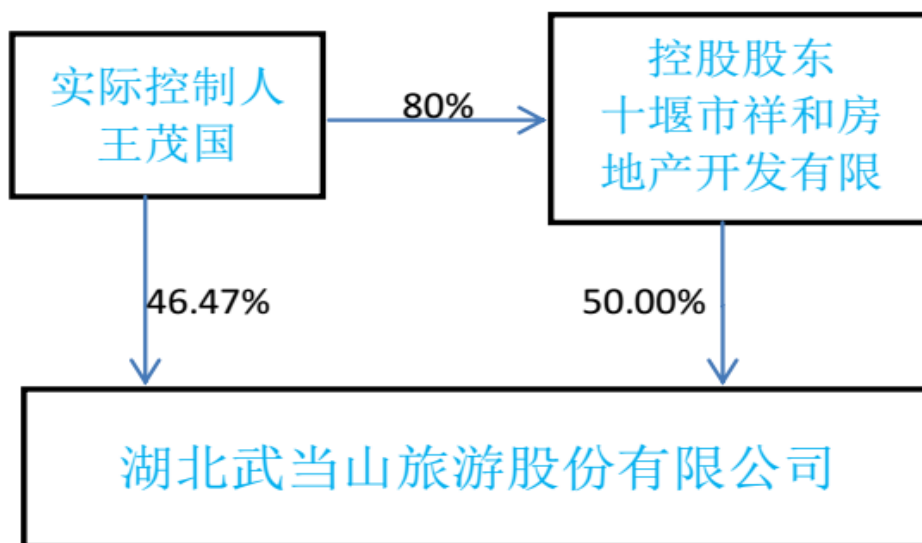 实际控制人
王茂国
80%
控股股东
十堰市祥和房
地产开发有限
46.47%
50.00%
湖北武当山旅游股份有限公司